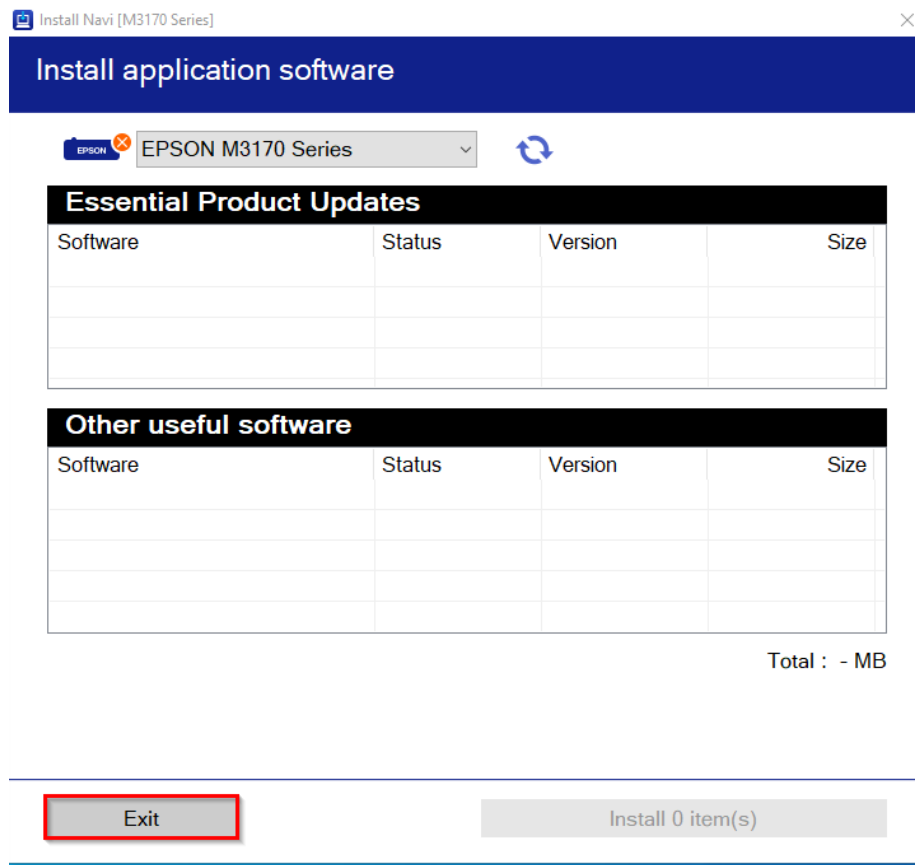 Install Navi [M3170 Series]
Install application software
EPSON
EPSON M3170 Series
Essential Product Updates
Software Status Version Size
Other useful software
Software Status Version Size
Total : - MB
Exit
Install 0 item(s)